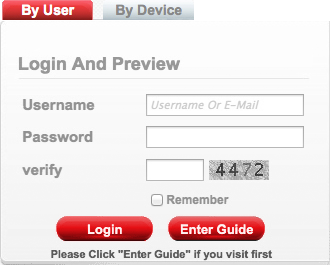 By User By Device
Login And Preview
Username Username Or E-Mail
Password
verify 4472
Remember
Login Enter Guide
Please Click "Enter Guide" if you visit first